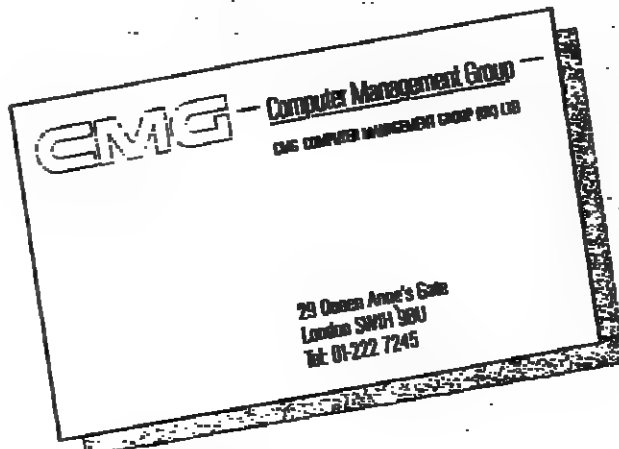 CMG — Computer Management Group —
CMG COMPUTER MANAGEMENT GROUP (UK) LTD
29 Queen Anne's Gate
London SW1H 9BU
Tel: 01-222 7245